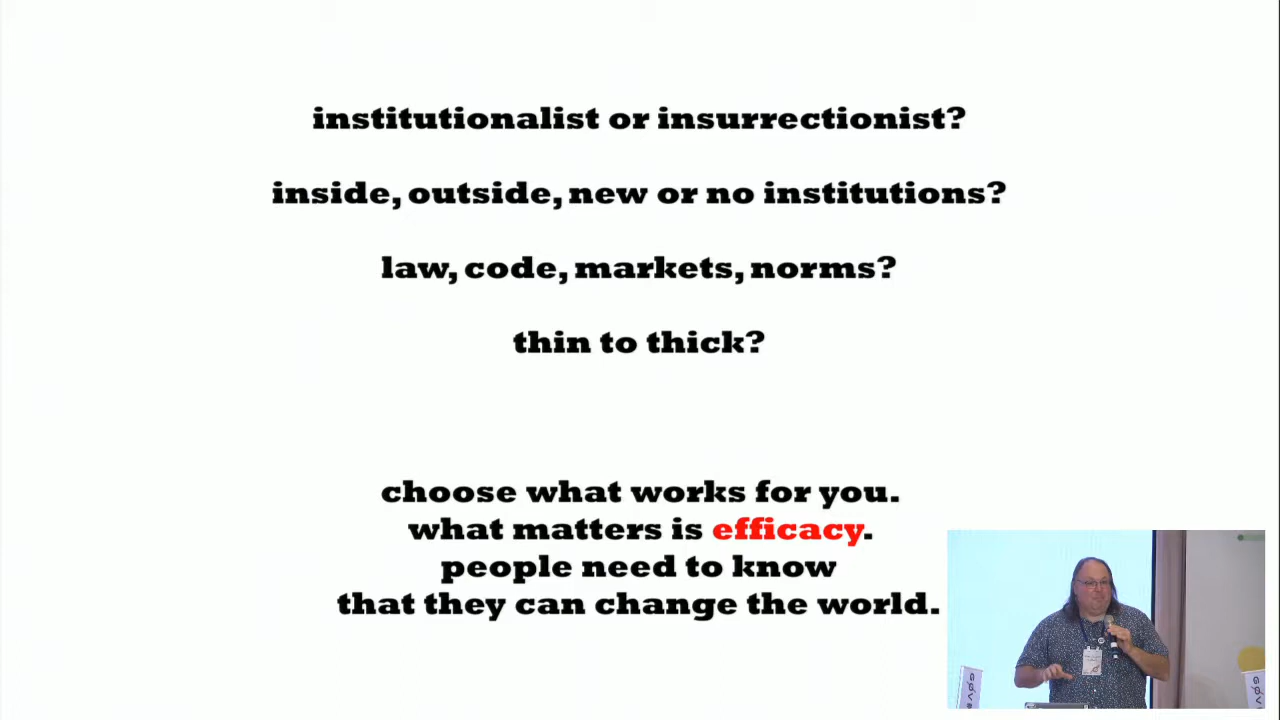 institutionalist or insurrectionist?
inside, outside, new or no institutions?
law, code, markets, norms?
thin to thick?
choose what works for you.
what matters is efficacy.
people need to know
that they can change the world.